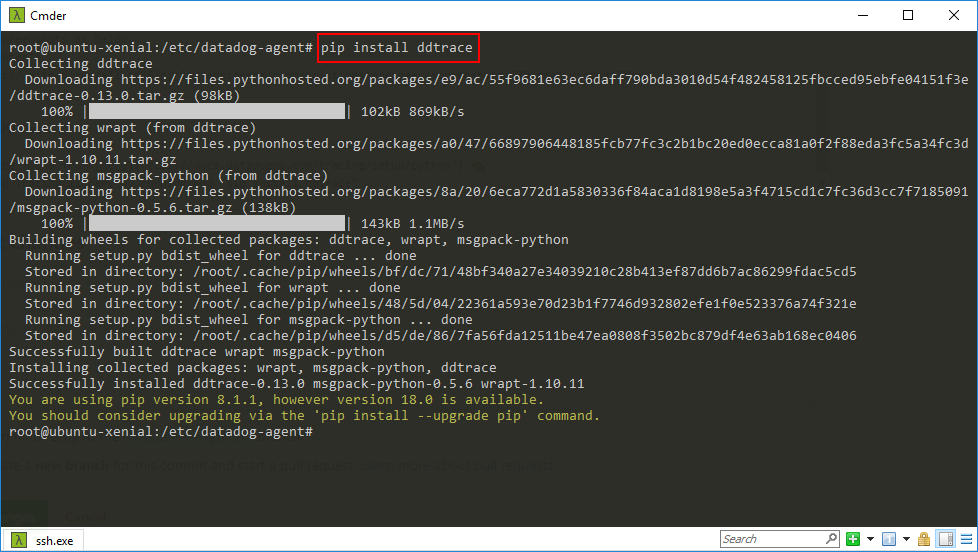 Cmder
root@ubuntu-xenial:/etc/datadog-agent# pip install ddtrace
Collecting ddtrace
  Downloading https://files.pythonhosted.org/packages/e9/ac/55f9681e63ec6daff790bda3010d54f482458125fbcced95ebfe04151f3e
/ddtrace-0.13.0.tar.gz (98kB)
    100% || 102kB 869kB/s
Collecting wrapt (from ddtrace)
  Downloading https://files.pythonhosted.org/packages/a0/47/66897906448185fcb77fc3c2b1bc20ed0ecca81a0f2f88eda3fc5a34fc3d
/wrapt-1.10.11.tar.gz
Collecting msgpack-python (from ddtrace)
  Downloading https://files.pythonhosted.org/packages/8a/20/6eca772d1a5830336f84aca1d8198e5a3f4715cd1c7fc36d3cc7f7185091
/msgpack-python-0.5.6.tar.gz (138kB)
    100% || 143kB 1.1MB/s
Building wheels for collected packages: ddtrace, wrapt, msgpack-python
  Running setup.py bdist_wheel for ddtrace ... done
  Stored in directory: /root/.cache/pip/wheels/bf/dc/71/48bf340a27e34039210c28b413ef87dd6b7ac86299fdac5cd5
  Running setup.py bdist_wheel for wrapt ... done
  Stored in directory: /root/.cache/pip/wheels/48/5d/04/22361a593e70d23b1f7746d932802efe1f0e523376a74f321e
  Running setup.py bdist_wheel for msgpack-python ... done
  Stored in directory: /root/.cache/pip/wheels/d5/de/86/7fa56fda12511be47ea0808f3502bc879df4e63ab168ec0406
Successfully built ddtrace wrapt msgpack-python
Installing collected packages: wrapt, msgpack-python, ddtrace
Successfully installed ddtrace-0.13.0 msgpack-python-0.5.6 wrapt-1.10.11
You are using pip version 8.1.1, however version 18.0 is available.
You should consider upgrading via the 'pip install --upgrade pip' command.
root@ubuntu-xenial:/etc/datadog-agent#
ssh.exe
Search